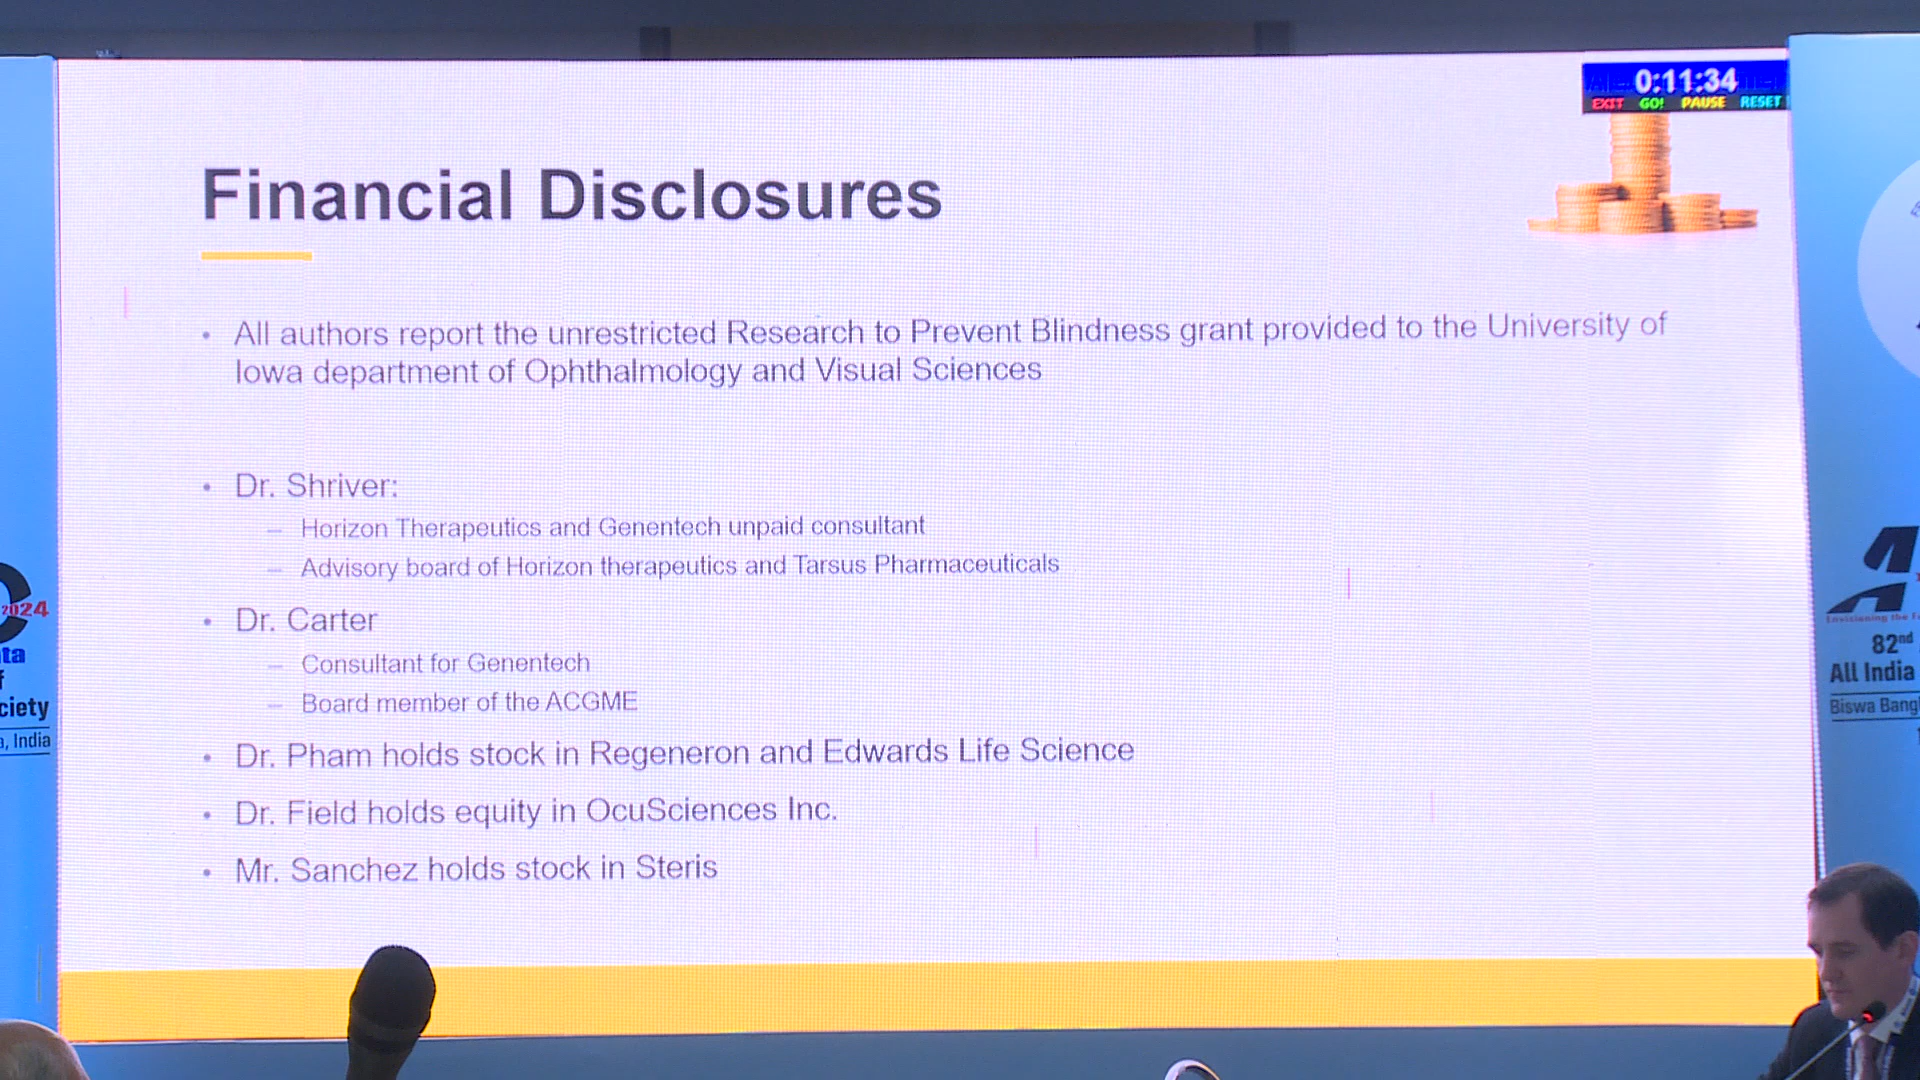 0:11:34
EXIT GO! PAUSE RESET
Financial Disclosures
• All authors report the unrestricted Research to Prevent Blindness grant provided to the University of
Iowa department of Ophthalmology and Visual Sciences
• Dr. Shriver:
– Horizon Therapeutics and Genentech unpaid consultant
– Advisory board of Horizon therapeutics and Tarsus Pharmaceuticals
• Dr. Carter
– Consultant for Genentech
– Board member of the ACGME
• Dr. Pham holds stock in Regeneron and Edwards Life Science
• Dr. Field holds equity in OcuSciences Inc.
• Mr. Sanchez holds stock in Steris
2024
ta
f
ciety
, India
Envisioning the
82nd
All India
Biswa Bang